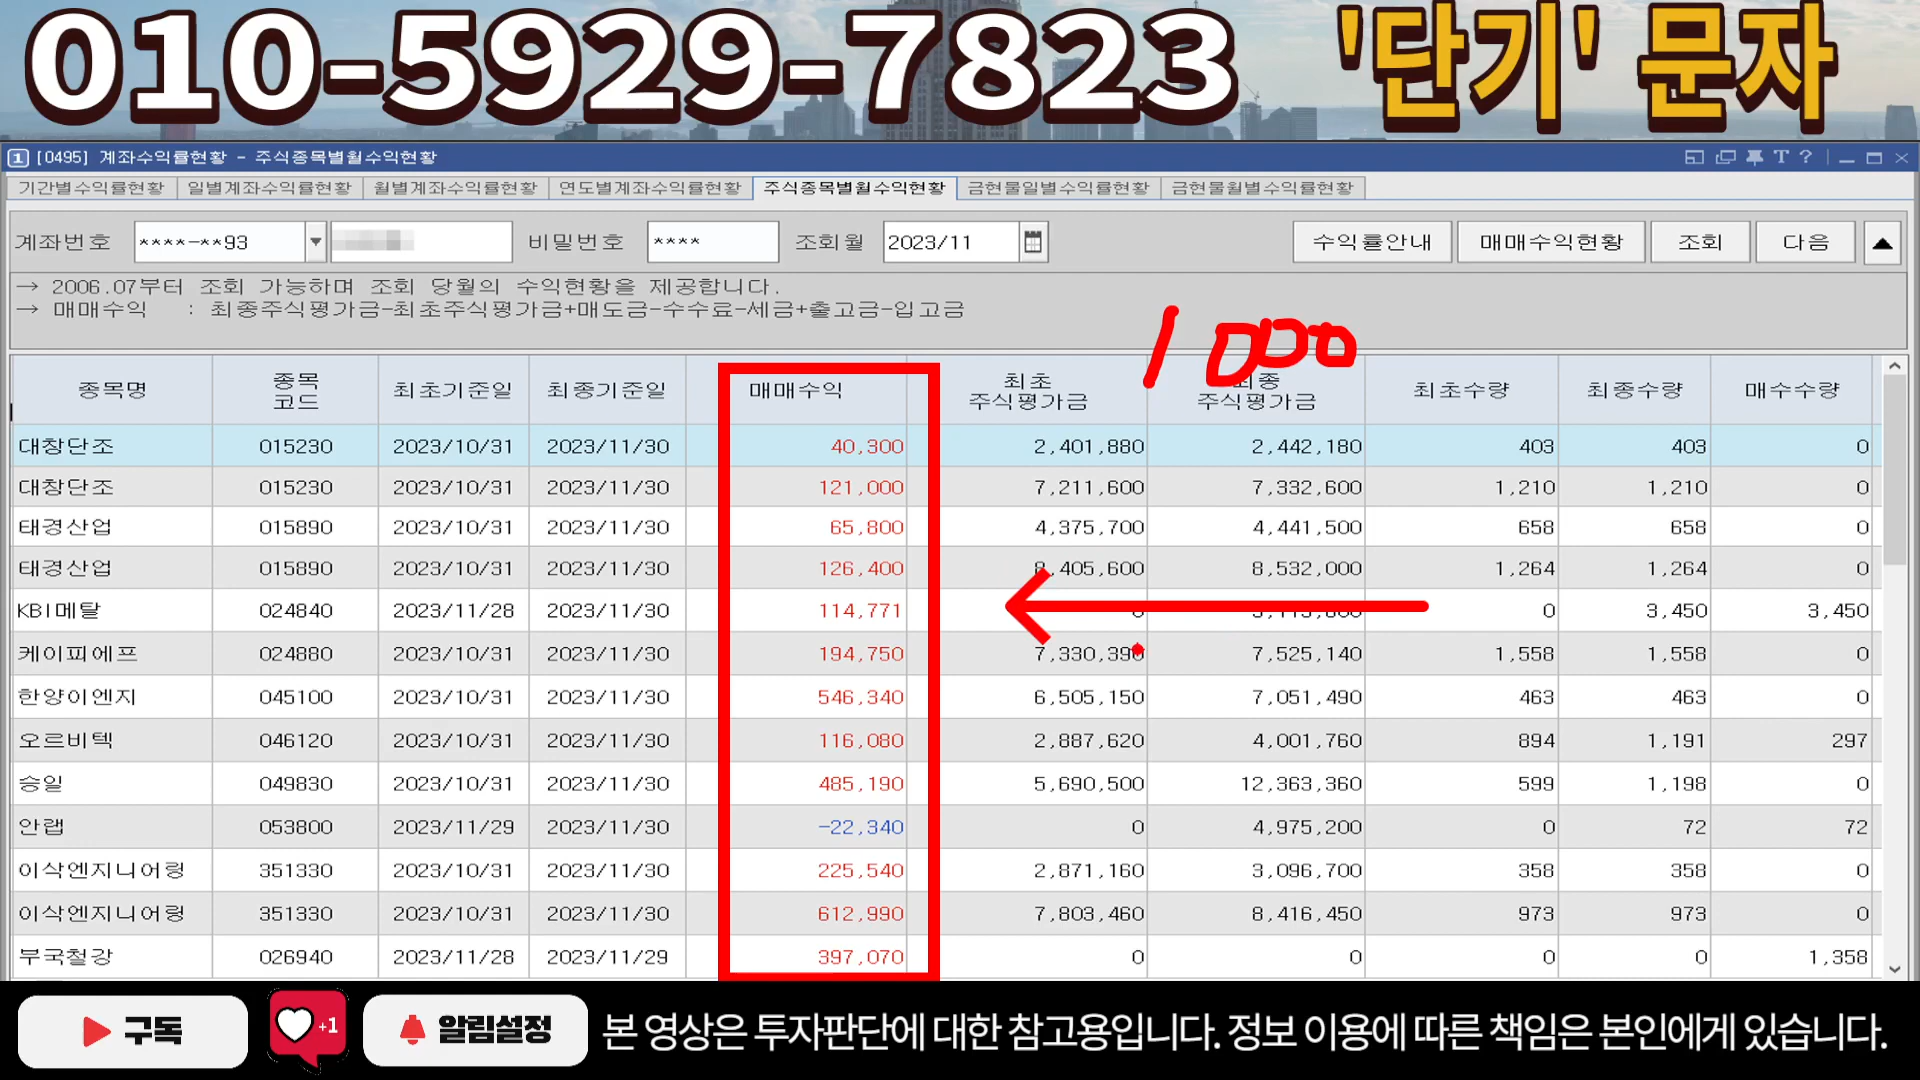 010-5929-7823 '단기' 문자
1 [0495] 계좌수익률현황 - 주식종목별월수익현황
기간별수익률현황 일별계좌수익률현황 월별계좌수익률현황 연도별계좌수익률현황 주식종목별월수익현황 금현물일별수익률현황 금현물월별수익률현황
계좌번호 ****-**93 비밀번호 **** 조회월 2023/11 수익률안내 매매수익현황 조회 다음
→ 2006.07부터 조회 가능하며 조회 당월의 수익현황을 제공합니다.
→ 매매수익 : 최종주식평가금-최초주식평가금+매도금-수수료-세금+출고금-입고금
1000
종목명 종목코드 최초기준일 최종기준일 매매수익 최초주식평가금 최종주식평가금 최초수량 최종수량 매수수량
대창단조 015230 2023/10/31 2023/11/30 40,300 2,401,880 2,442,180 403 403 0
대창단조 015230 2023/10/31 2023/11/30 121,000 7,211,600 7,332,600 1,210 1,210 0
태경산업 015890 2023/10/31 2023/11/30 65,800 4,375,700 4,441,500 658 658 0
태경산업 015890 2023/10/31 2023/11/30 126,400 8,405,600 8,532,000 1,264 1,264 0
KBI메탈 024840 2023/11/28 2023/11/30 114,771 0 3,450 3,450
케이피에프 024880 2023/10/31 2023/11/30 194,750 7,330,390 7,525,140 1,558 1,558 0
한양이엔지 045100 2023/10/31 2023/11/30 546,340 6,505,150 7,051,490 463 463 0
오르비텍 046120 2023/10/31 2023/11/30 116,080 2,887,620 4,001,760 894 1,191 297
승일 049830 2023/10/31 2023/11/30 485,190 5,690,500 12,363,360 599 1,198 0
안랩 053800 2023/11/29 2023/11/30 -22,340 0 4,975,200 0 72 72
이삭엔지니어링 351330 2023/10/31 2023/11/30 225,540 2,871,160 3,096,700 358 358 0
이삭엔지니어링 351330 2023/10/31 2023/11/30 612,990 7,803,460 8,416,450 973 973 0
부국철강 026940 2023/11/28 2023/11/29 397,070 0 0 0 0 1,358
구독 +1 알림설정 본 영상은 투자판단에 대한 참고용입니다. 정보 이용에 따른 책임은 본인에게 있습니다.